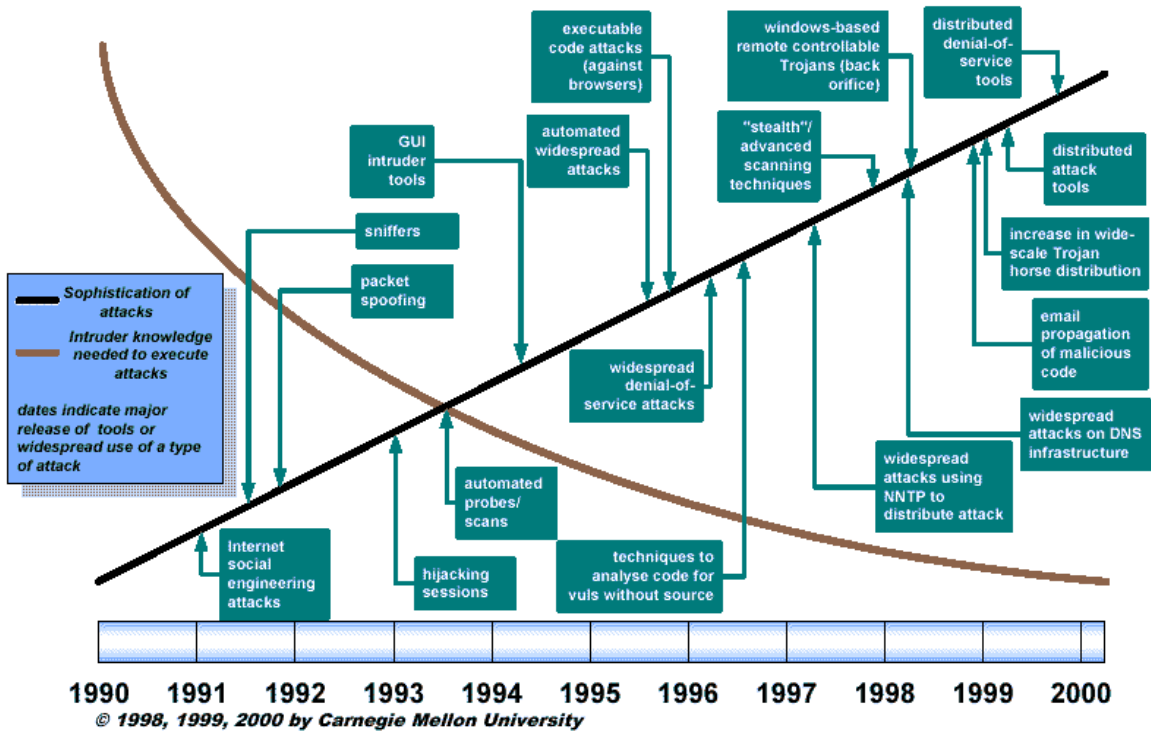 executable
code attacks
(against
browsers)
windows-based
remote controllable
Trojans (back
orifice)
distributed
denial-of-
service
tools
GUI
intruder
tools
automated
widespread
attacks
"stealth"/
advanced
scanning
techniques
distributed
attack
tools
sniffers
packet
spoofing
increase in wide-
scale Trojan
horse distribution
Sophistication of
attacks
Intruder knowledge
needed to execute
attacks
dates indicate major
release of tools or
widespread use of a type
of attack
email
propagation
of malicious
code
widespread
denial-of-
service attacks
widespread
attacks on DNS
infrastructure
widespread
attacks using
NNTP to
distribute attack
automated
probes/
scans
Internet
social
engineering
attacks
hijacking
sessions
techniques to
analyse code for
vuls without source
1990 1991 1992 1993 1994 1995 1996 1997 1998 1999 2000
© 1998, 1999, 2000 by Carnegie Mellon University